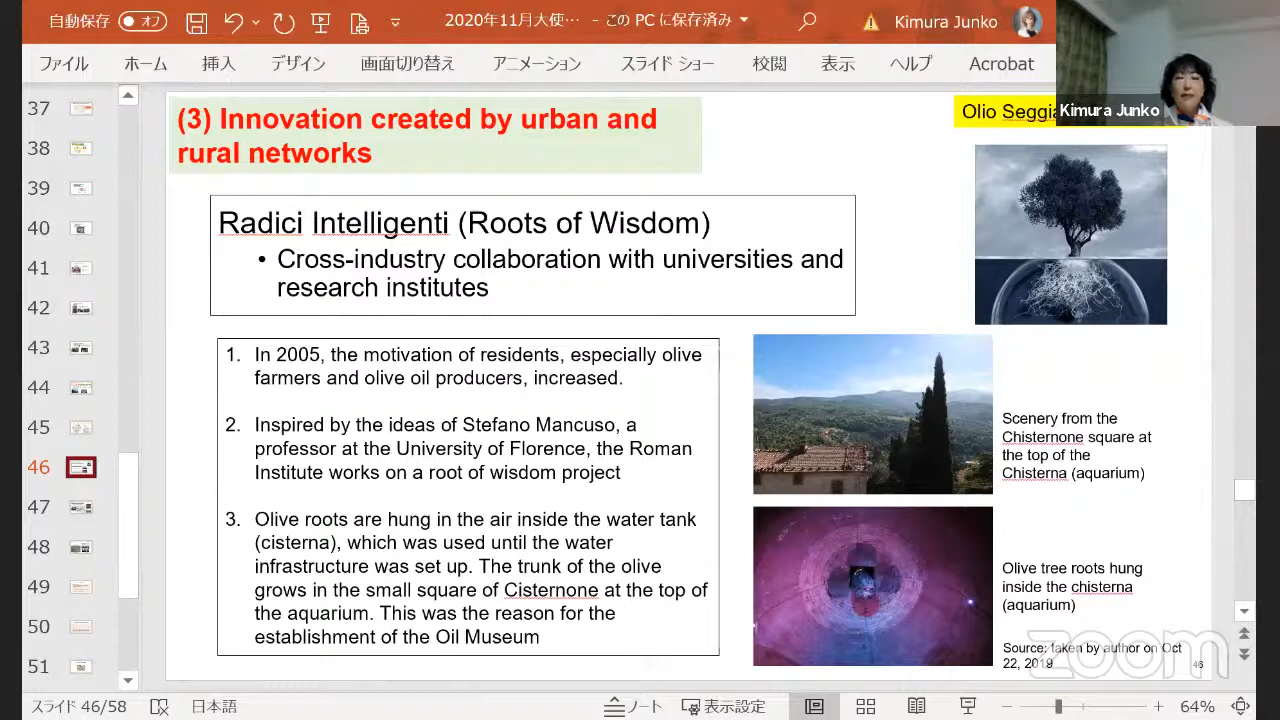 自動保存 オフ 2020年11月大使… - この PC に保存済み Kimura Junko
ファイル ホーム 挿入 デザイン 画面切り替え アニメーション スライド ショー 校閲 表示 ヘルプ Acrobat
Kimura Junko
37
38
39
40
41
42
43
44
45
46
47
48
49
50
51
(3) Innovation created by urban and
rural networks
Olio Seggia
Radici Intelligenti (Roots of Wisdom)
• Cross-industry collaboration with universities and
research institutes
1. In 2005, the motivation of residents, especially olive
farmers and olive oil producers, increased.
2. Inspired by the ideas of Stefano Mancuso, a
professor at the University of Florence, the Roman
Institute works on a root of wisdom project
3. Olive roots are hung in the air inside the water tank
(cisterna), which was used until the water
infrastructure was set up. The trunk of the olive
grows in the small square of Cisternone at the top of
the aquarium. This was the reason for the
establishment of the Oil Museum
Scenery from the
Chisternone square at
the top of the
Chisterna (aquarium)
Olive tree roots hung
inside the chisterna
(aquarium)
Source: taken by author on Oct
22, 2019
46
zoom
スライド 46/58 日本語 ノート 表示設定 64%